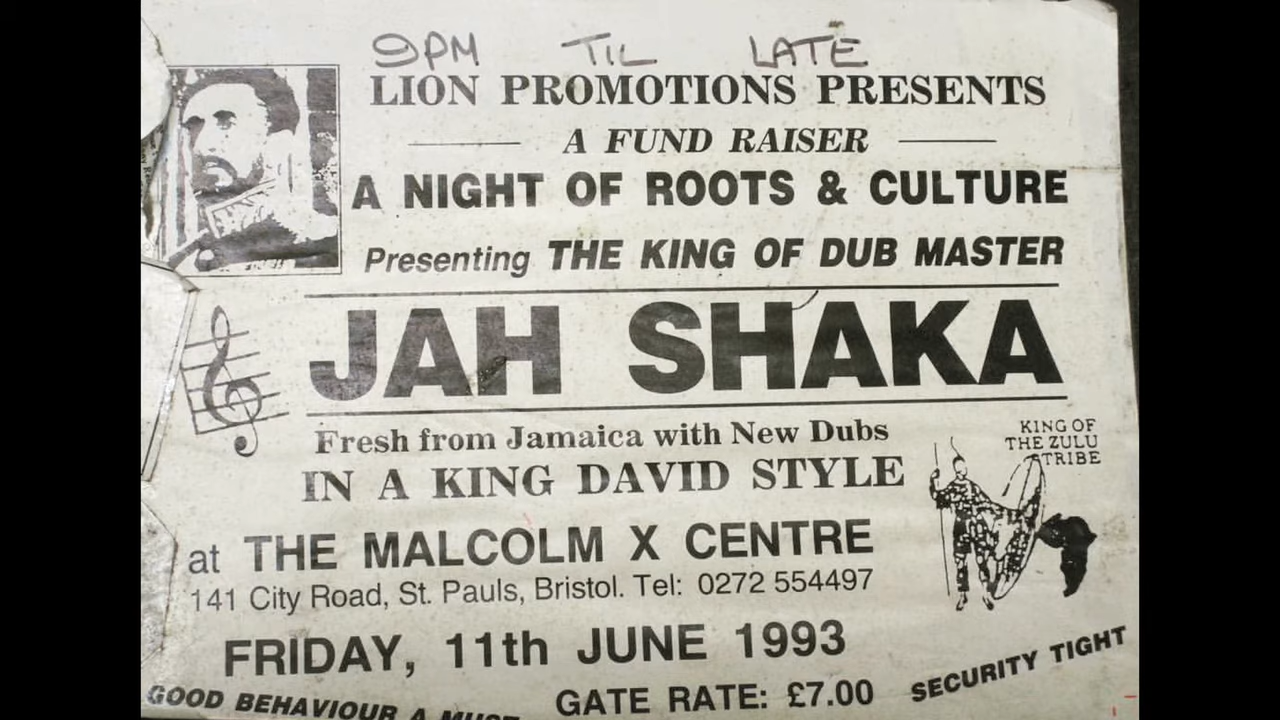 9PM TIL LATE
LION PROMOTIONS PRESENTS
A FUND RAISER
A NIGHT OF ROOTS & CULTURE
Presenting THE KING OF DUB MASTER
JAH SHAKA
Fresh from Jamaica with New Dubs
IN A KING DAVID STYLE
KING OF
THE ZULU
TRIBE
at THE MALCOLM X CENTRE
141 City Road, St. Pauls, Bristol. Tel: 0272 554497
FRIDAY, 11th JUNE 1993
GOOD BEHAVIOUR A MUST
GATE RATE: £7.00
SECURITY TIGHT